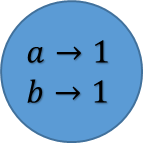 a → 1
b → 1